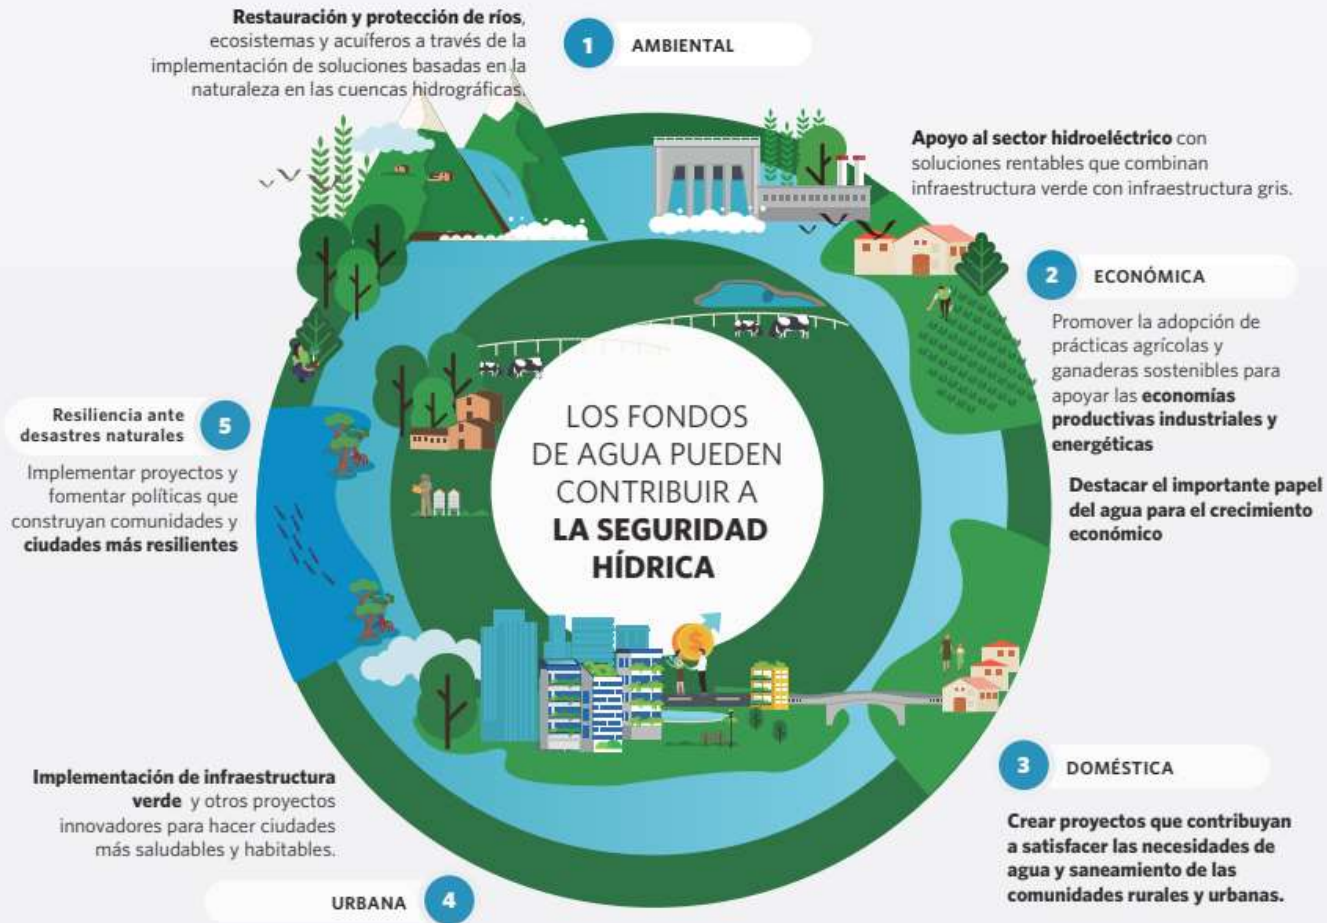 Restauración y protección de ríos,
ecosistemas y acuíferos a través de la
implementación de soluciones basadas en la
naturaleza en las cuencas hidrográficas.
1
AMBIENTAL
Apoyo al sector hidroeléctrico con
soluciones rentables que combinan
infraestructura verde con infraestructura gris.
2
ECONÓMICA
Promover la adopción de
prácticas agrícolas y
ganaderas sostenibles para
apoyar las economías
productivas industriales y
energéticas
Destacar el importante papel
del agua para el crecimiento
económico
LOS FONDOS
DE AGUA PUEDEN
CONTRIBUIR A
LA SEGURIDAD
HÍDRICA
$
3
DOMÉSTICA
Crear proyectos que contribuyan
a satisfacer las necesidades de
agua y saneamiento de las
comunidades rurales y urbanas.
Implementación de infraestructura
verde y otros proyectos
innovadores para hacer ciudades
más saludables y habitables.
URBANA
4
Resiliencia ante
desastres naturales
5
Implementar proyectos y
fomentar políticas que
construyan comunidades y
ciudades más resilientes